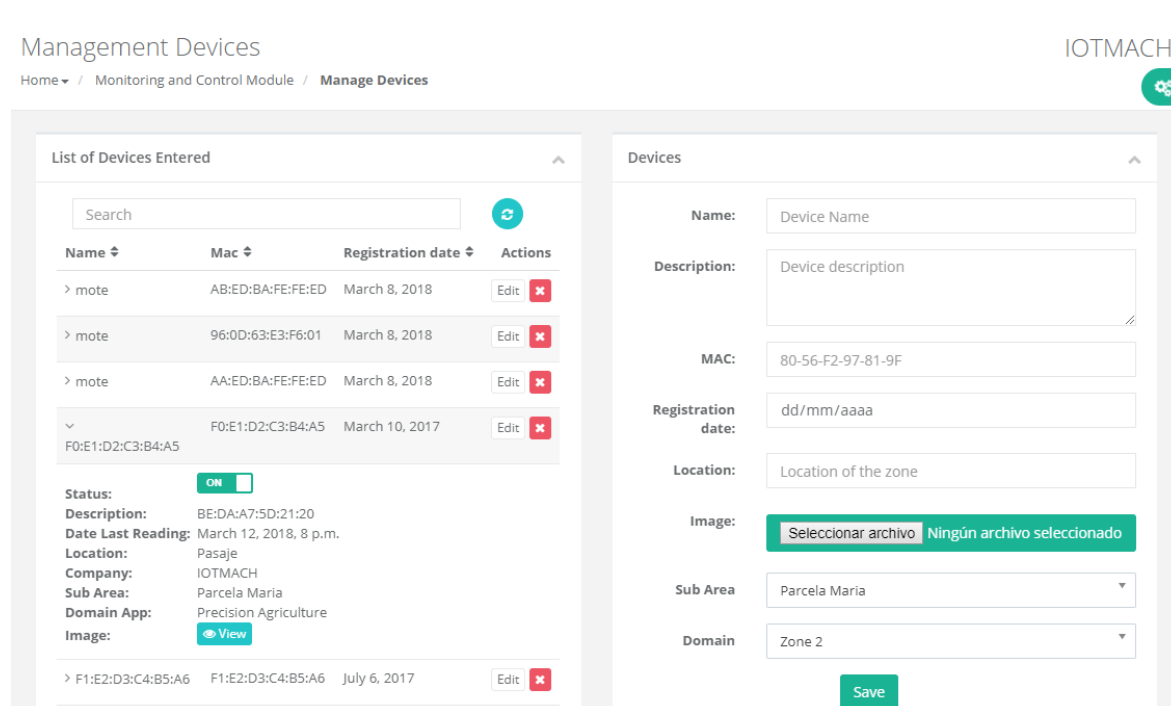 Management Devices
IOTMACH
Home / Monitoring and Control Module / Manage Devices
List of Devices Entered
Search
Name Mac Registration date Actions
> mote AB:ED:BA:FE:FE:ED March 8, 2018 Edit
> mote 96:0D:63:E3:F6:01 March 8, 2018 Edit
> mote AA:ED:BA:FE:FE:ED March 8, 2018 Edit
F0:E1:D2:C3:B4:A5 March 10, 2017 Edit
F0:E1:D2:C3:B4:A5
Status: ON
Description: BE:DA:A7:5D:21:20
Date Last Reading: March 12, 2018, 8 p.m.
Location: Pasaje
Company: IOTMACH
Sub Area: Parcela Maria
Domain App: Precision Agriculture
Image: View
> F1:E2:D3:C4:B5:A6 F1:E2:D3:C4:B5:A6 July 6, 2017 Edit
Devices
Name: Device Name
Description: Device description
MAC: 80-56-F2-97-81-9F
Registration date: dd/mm/aaaa
Location: Location of the zone
Image: Seleccionar archivo Ningún archivo seleccionado
Sub Area Parcela Maria
Domain Zone 2
Save